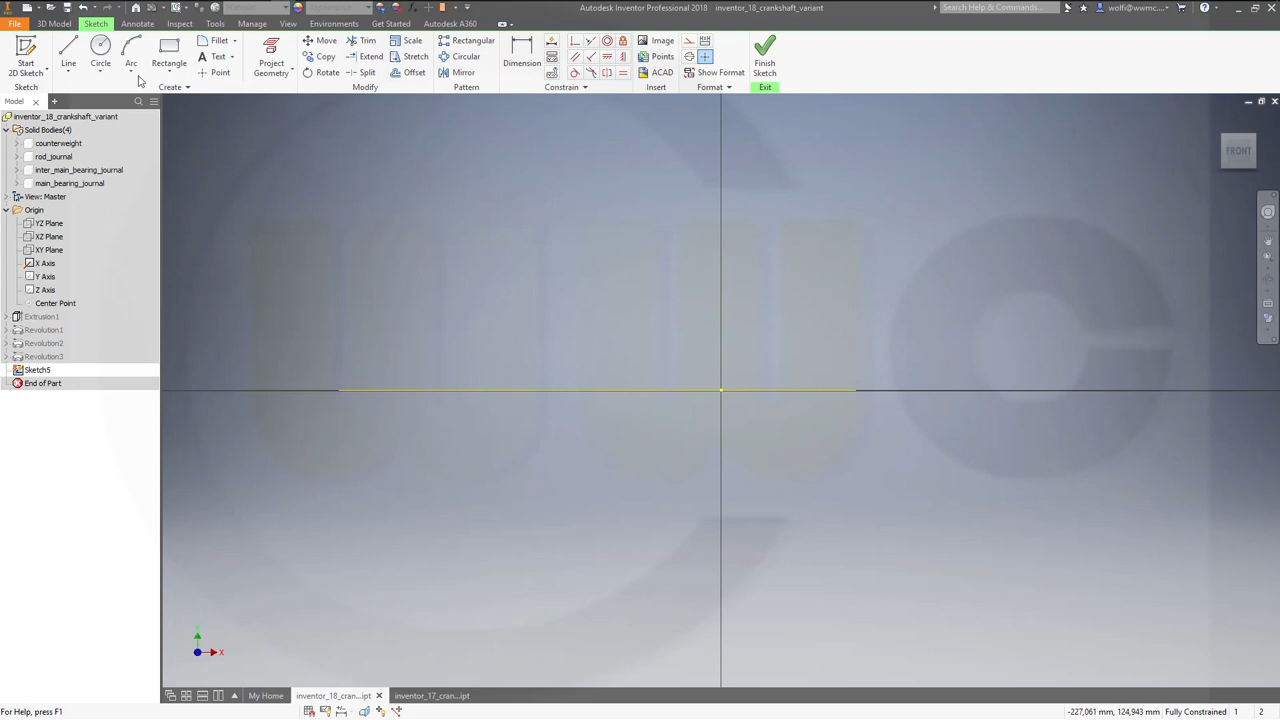 Autodesk Inventor Professional 2018 inventor_18_crankshaft_variant
Search Help & Commands... wolfi@wwmc...
File 3D Model Sketch Annotate Inspect Tools Manage View Environments Get Started Autodesk A360
Start 2D Sketch Line Circle Arc Rectangle Fillet Text Point Project Geometry
Move Trim Scale
Copy Extend Stretch
Rotate Split Offset
Rectangular
Circular
Mirror
Dimension
Image
Points
ACAD
Show Format
Finish Sketch
Sketch Create Modify Pattern Constrain Insert Format Exit
Model
inventor_18_crankshaft_variant
Solid Bodies(4)
counterweight
rod_journal
inter_main_bearing_journal
main_bearing_journal
View: Master
Origin
YZ Plane
XZ Plane
XY Plane
X Axis
Y Axis
Z Axis
Center Point
Extrusion1
Revolution1
Revolution2
Revolution3
Sketch5
End of Part
FRONT
X
My Home inventor_18_cran...ipt inventor_17_cran...ipt
For Help, press F1
-227,061 mm, 124,943 mm Fully Constrained 1 2